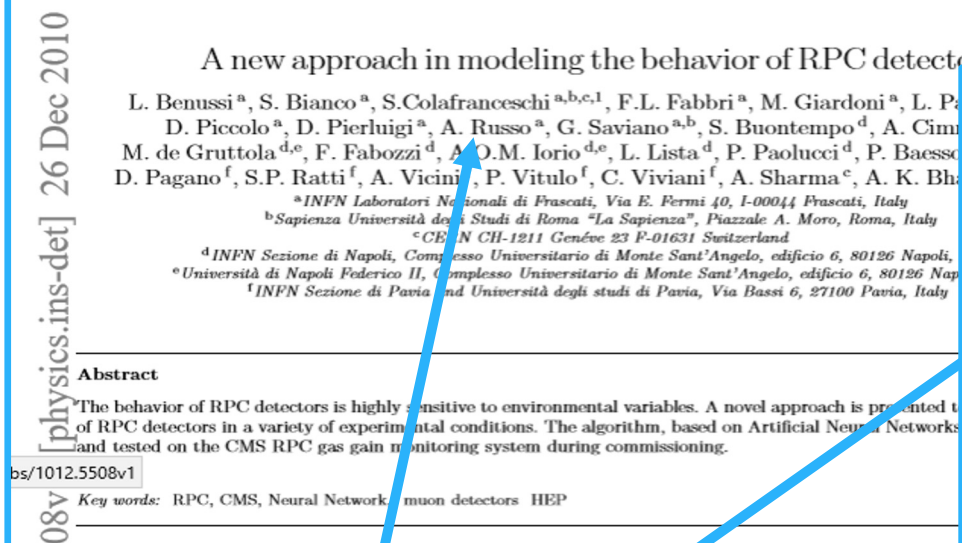 A new approach in modeling the behavior of RPC
L. Benussi a, S. Bianco a, S.Colafranceschi a,b,c,1, F.L. Fabbri a, M. Giardoni a, L.
D. Piccolo a, D. Pierluigi a, A. Russo a, G. Saviano a,b, S. Buontempo d, A.
M. de Gruttola d,e, F. Fabozzi d, A.O.M. Iorio d,e, L. Lista d, P. Paolucci d, P.
D. Pagano f, S.P. Ratti f, A. Vicini, P. Vitulo f, C. Viviani f, A. Sharma c, A. K.
a INFN Laboratori Nazionali di Frascati, Via E. Fermi 40, I-00044 Frascati, Italy
b Sapienza Università degli Studi di Roma “La Sapienza”, Piazzale A. Moro, Roma, Italy
c CERN CH-1211 Genéve 23 F-01631 Switzerland
d INFN Sezione di Napoli, Complesso Universitario di Monte Sant’Angelo, edificio 6, 80126 Napoli,
e Università di Napoli Federico II, Complesso Universitario di Monte Sant’Angelo, edificio 6, 80126
f INFN Sezione di Pavia and Università degli studi di Pavia, Via Bassi 6, 27100 Pavia, Italy
Abstract
The behavior of RPC detectors is highly sensitive to environmental variables. A novel approach is presented
of RPC detectors in a variety of experimental conditions. The algorithm, based on Artificial Neural Networks
and tested on the CMS RPC gas gain monitoring system during commissioning.
Key words: RPC, CMS, Neural Network, muon detectors HEP
08v [physics.ins-det] 26 Dec 2010
bs/1012.5508v1